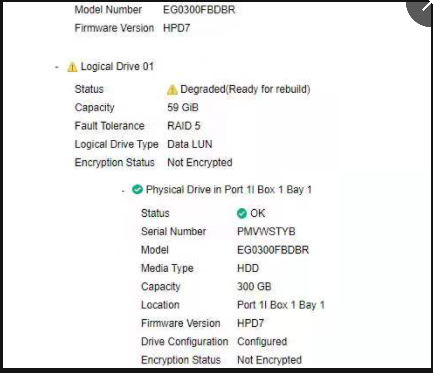 Model Number EG0300FBDBR
Firmware Version HPD7
Logical Drive 01
Status Degraded(Ready for rebuild)
Capacity 59 GiB
Fault Tolerance RAID 5
Logical Drive Type Data LUN
Encryption Status Not Encrypted
Physical Drive in Port 1I Box 1 Bay 1
Status OK
Serial Number PMVWSTYB
Model EG0300FBDBR
Media Type HDD
Capacity 300 GB
Location Port 1I Box 1 Bay 1
Firmware Version HPD7
Drive Configuration Configured
Encryption Status Not Encrypted